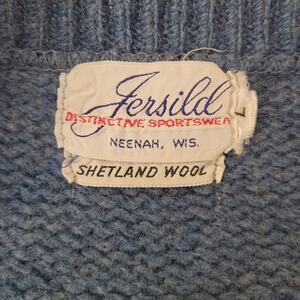 Jersild
DISTINCTIVE SPORTSWEA
NEENAH, WIS.
L
SHETLAND WOOL